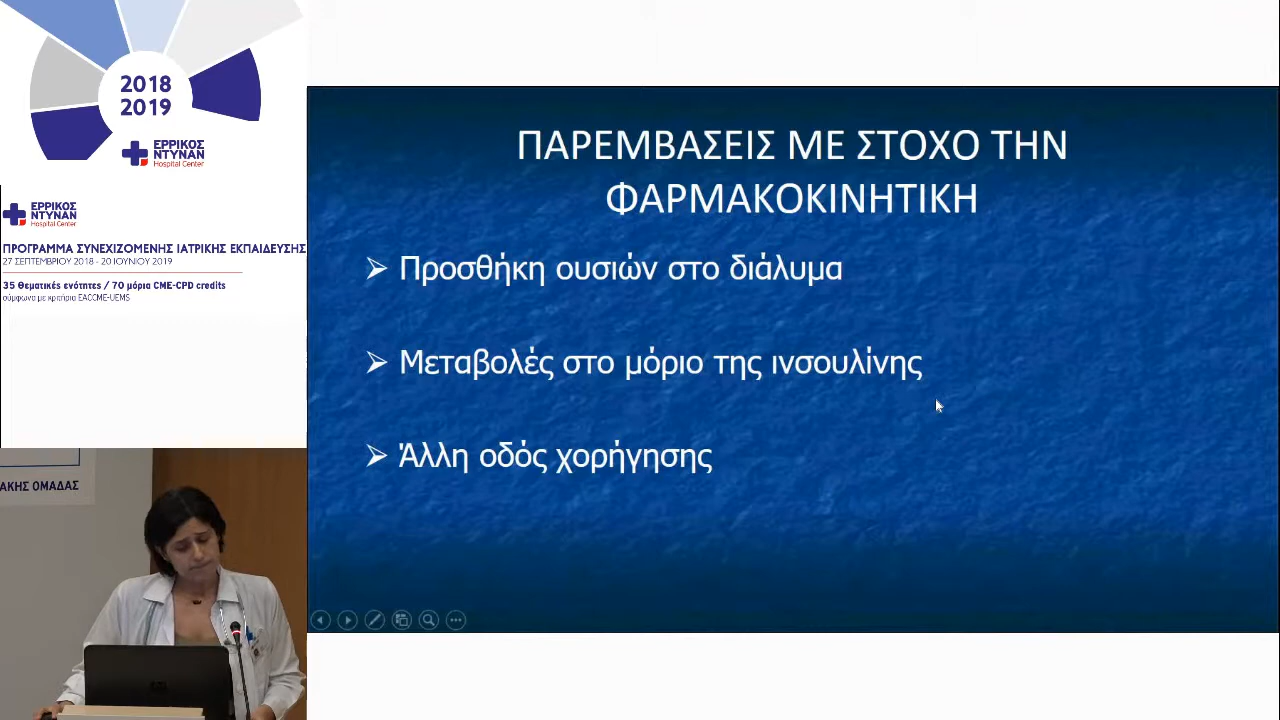 2018
2019
ΕΡΡΙΚΟΣ
ΝΤΥΝΑΝ
Hospital Center
ΕΡΡΙΚΟΣ
ΝΤΥΝΑΝ
Hospital Center
ΠΡΟΓΡΑΜΜΑ ΣΥΝΕΧΙΖΟΜΕΝΗΣ ΙΑΤΡΙΚΗΣ ΕΚΠΑΙΔΕΥΣΗΣ
27 ΣΕΠΤΕΜΒΡΙΟΥ 2018 - 20 ΙΟΥΝΙΟΥ 2019
35 Θεματικές ενότητες / 70 μόρια CME-CPD credits
σύμφωνα με κριτήρια EACCME-UEMS
ΑΚΗΣ ΟΜΑΔΑΣ
ΠΑΡΕΜΒΑΣΕΙΣ ΜΕ ΣΤΟΧΟ ΤΗΝ
ΦΑΡΜΑΚΟΚΙΝΗΤΙΚΗ
➢ Προσθήκη ουσιών στο διάλυμα
➢ Μεταβολές στο μόριο της ινσουλίνης
➢ Άλλη οδός χορήγησης